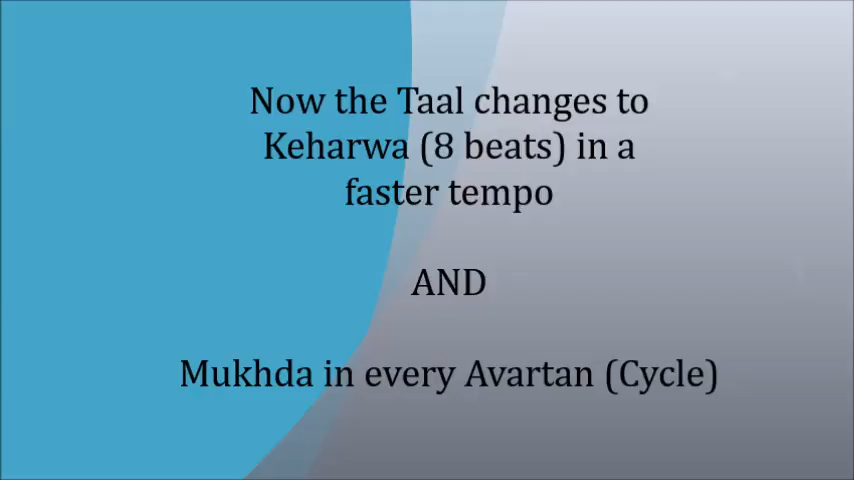 Now the Taal changes to
Keharwa (8 beats) in a
faster tempo
AND
Mukhda in every Avartan (Cycle)